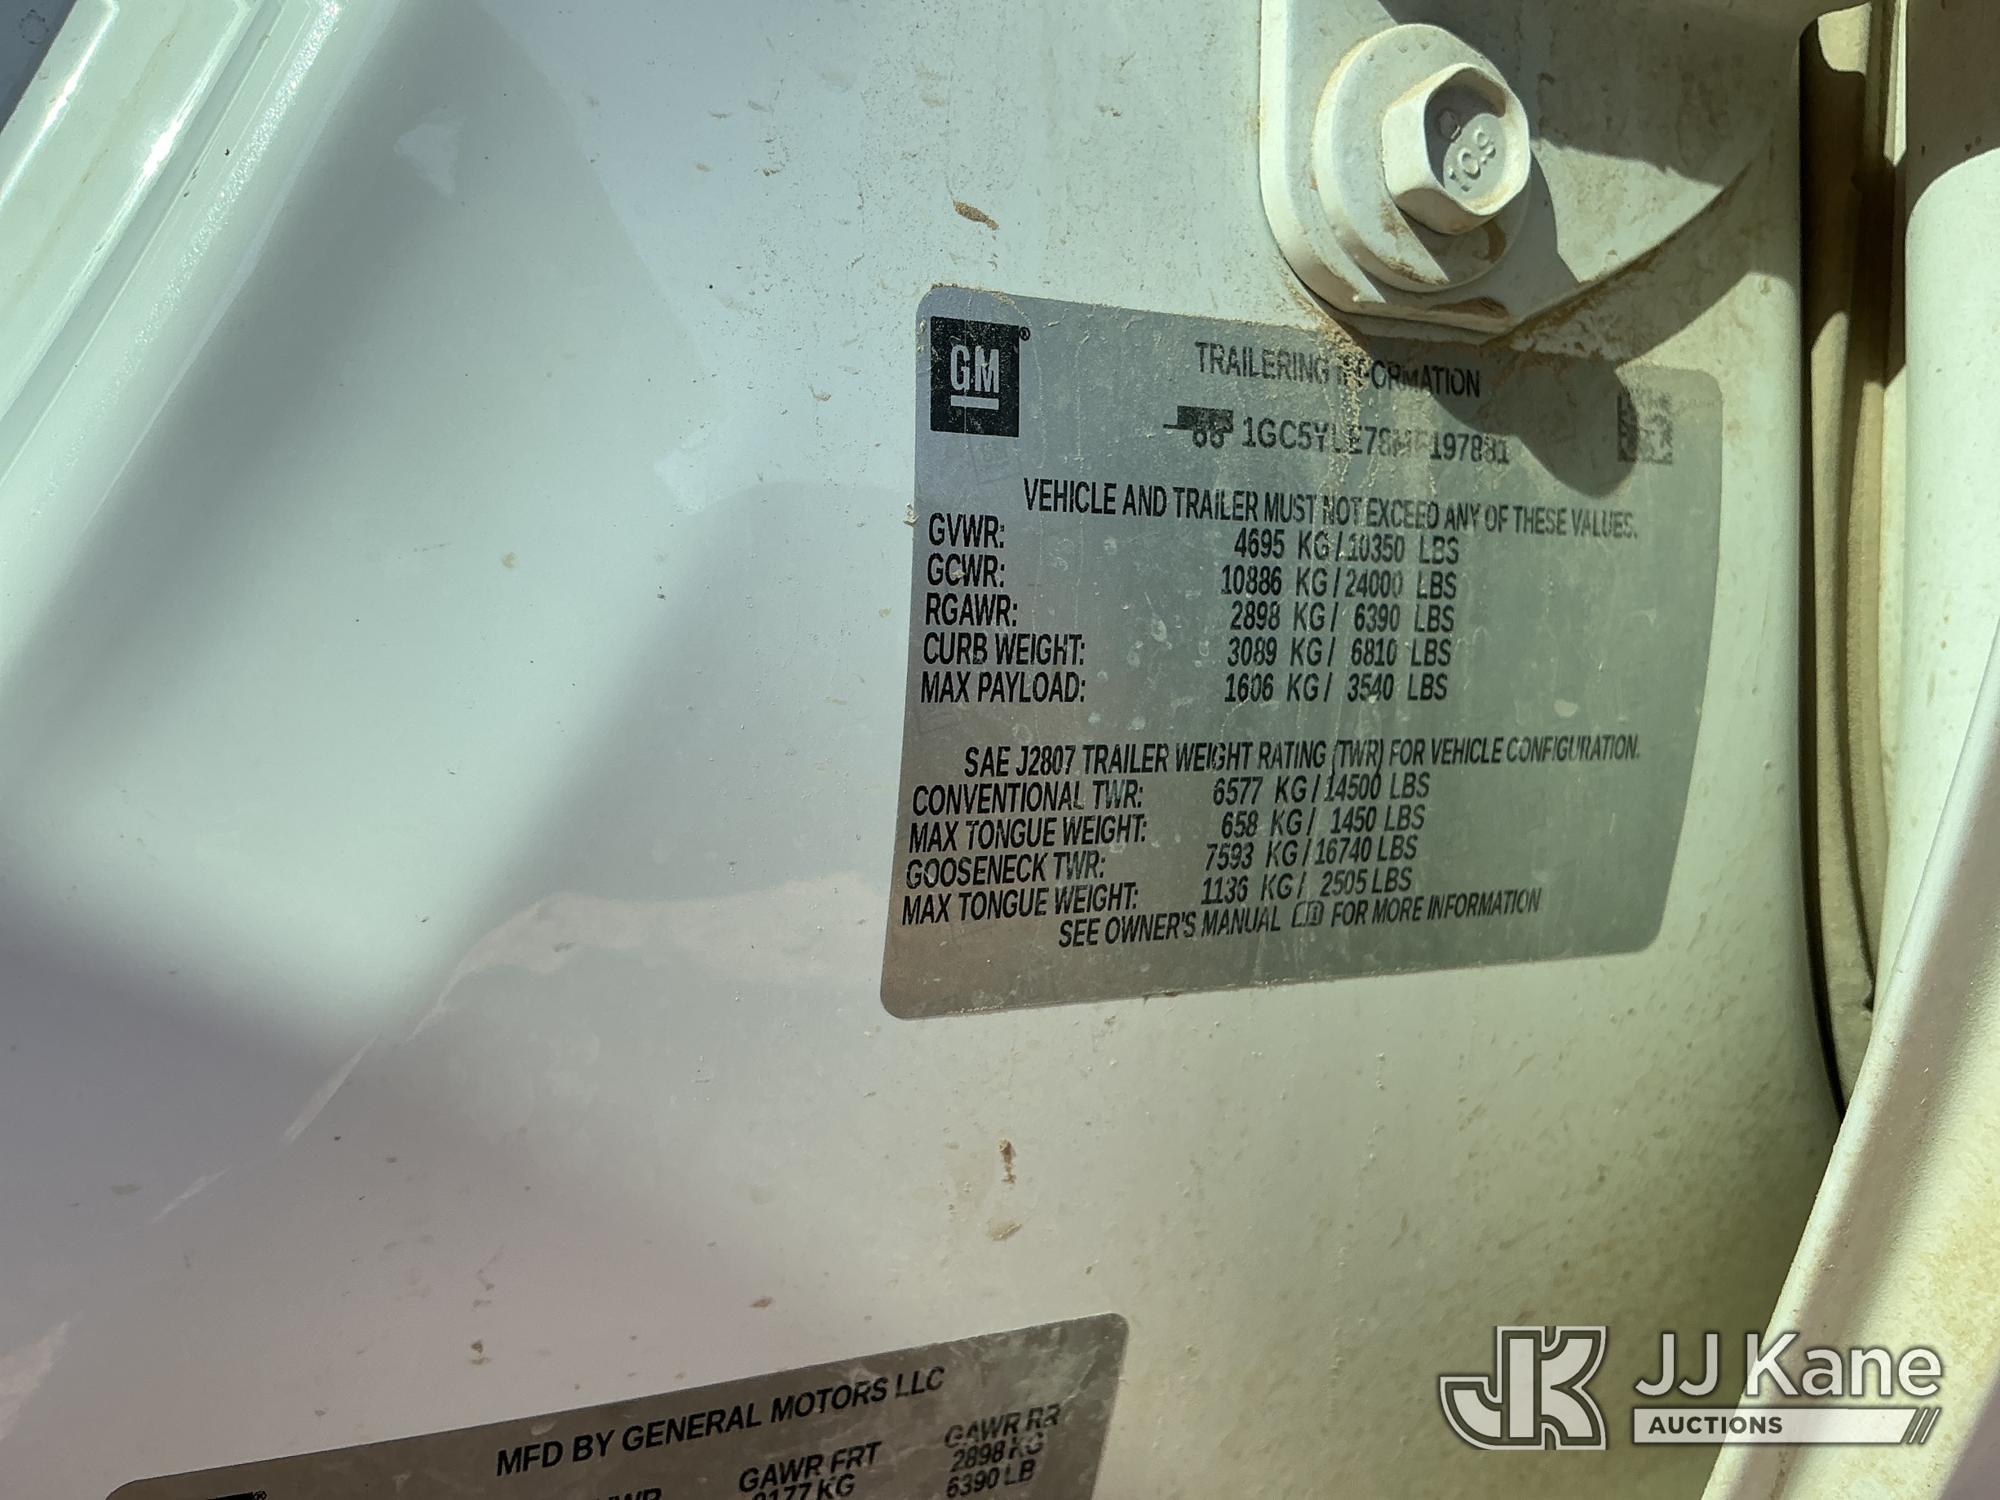 10.9
GM®
TRAILERING INFORMATION
VEHICLE AND TRAILER MUST NOT EXCEED ANY OF THESE VALUES.
GVWR: 4695 KG / 10350 LBS
GCWR: 10886 KG / 24000 LBS
RGAWR: 2898 KG / 6390 LBS
CURB WEIGHT: 3089 KG / 6810 LBS
MAX PAYLOAD: 1606 KG / 3540 LBS
SAE J2807 TRAILER WEIGHT RATING (TWR) FOR VEHICLE CONFIGURATION.
CONVENTIONAL TWR: 6577 KG / 14500 LBS
MAX TONGUE WEIGHT: 658 KG / 1450 LBS
GOOSENECK TWR: 7593 KG / 16740 LBS
MAX TONGUE WEIGHT: 1136 KG / 2505 LBS
SEE OWNER'S MANUAL FOR MORE INFORMATION
MFD BY GENERAL MOTORS LLC
GAWR FRT GAWR RR
KG 2898 KG
6390 LB
JK JJ Kane
AUCTIONS